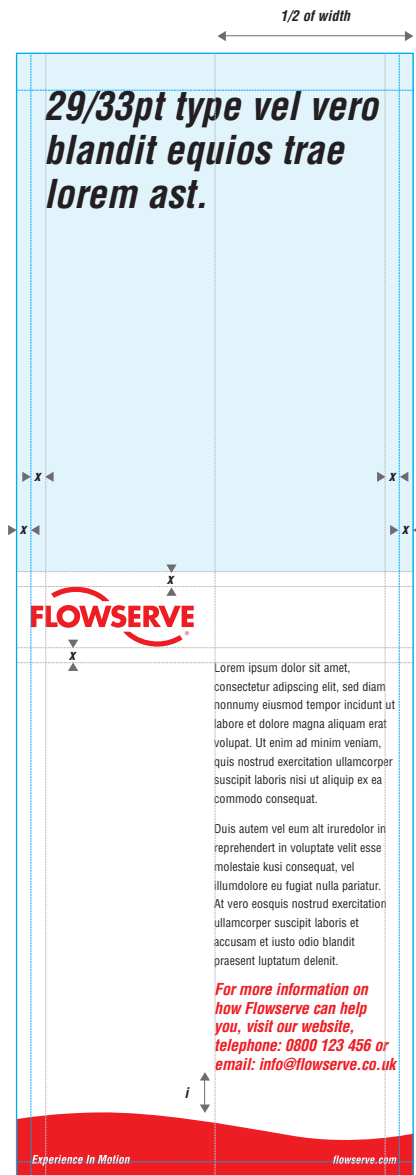 1/2 of width
29/33pt type vel vero
blandit equios trae
lorem ast.
x
x
x
x
x
FLOWSERVE
®
x
Lorem ipsum dolor sit amet,
consectetur adipscing elit, sed diam
nonnumy eiusmod tempor incidunt ut
labore et dolore magna aliquam erat
volupat. Ut enim ad minim veniam,
quis nostrud exercitation ullamcorper
suscipit laboris nisi ut aliquip ex ea
commodo consequat.
Duis autem vel eum alt iruredolor in
reprehendert in voluptate velit esse
molestaie kusi consequat, vel
illumdolore eu fugiat nulla pariatur.
At vero eosquis nostrud exercitation
ullamcorper suscipit laboris et
accusam et iusto odio blandit
praesent luptatum delenit.
For more information on
how Flowserve can help
you, visit our website,
telephone: 0800 123 456 or
email: info@flowserve.co.uk
i
Experience In Motion
flowserve.com